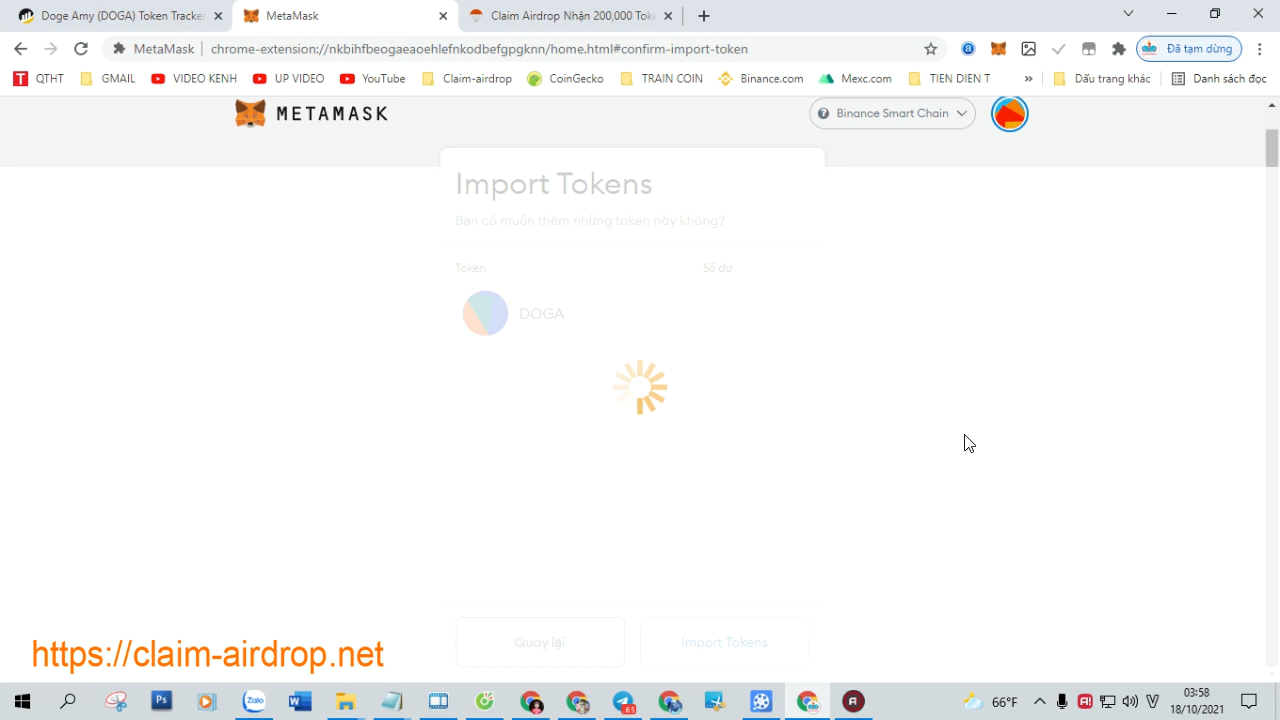 Doge Amy (DOGA) Token Tracker
MetaMask
Claim Airdrop Nhận 200,000 Tok
MetaMask
chrome-extension://nkbihfbeogaeaoehlefnkodbefgpgknn/home.html#confirm-import-token
Đã tạm dừng
QTHT
GMAIL
VIDEO KENH
UP VIDEO
YouTube
Claim-airdrop
CoinGecko
TRAIN COIN
Binance.com
Mexc.com
TIEN DIEN T
»
Dấu trang khác
Danh sách đọc
METAMASK
Binance Smart Chain
Import Tokens
Bạn có muốn thêm những token này không?
Token
Số dư
DOGA
Quay lại
Import Tokens
https://claim-airdrop.net
Ps
Zalo
W
65
A
66°F
A
V
03:58
18/10/2021